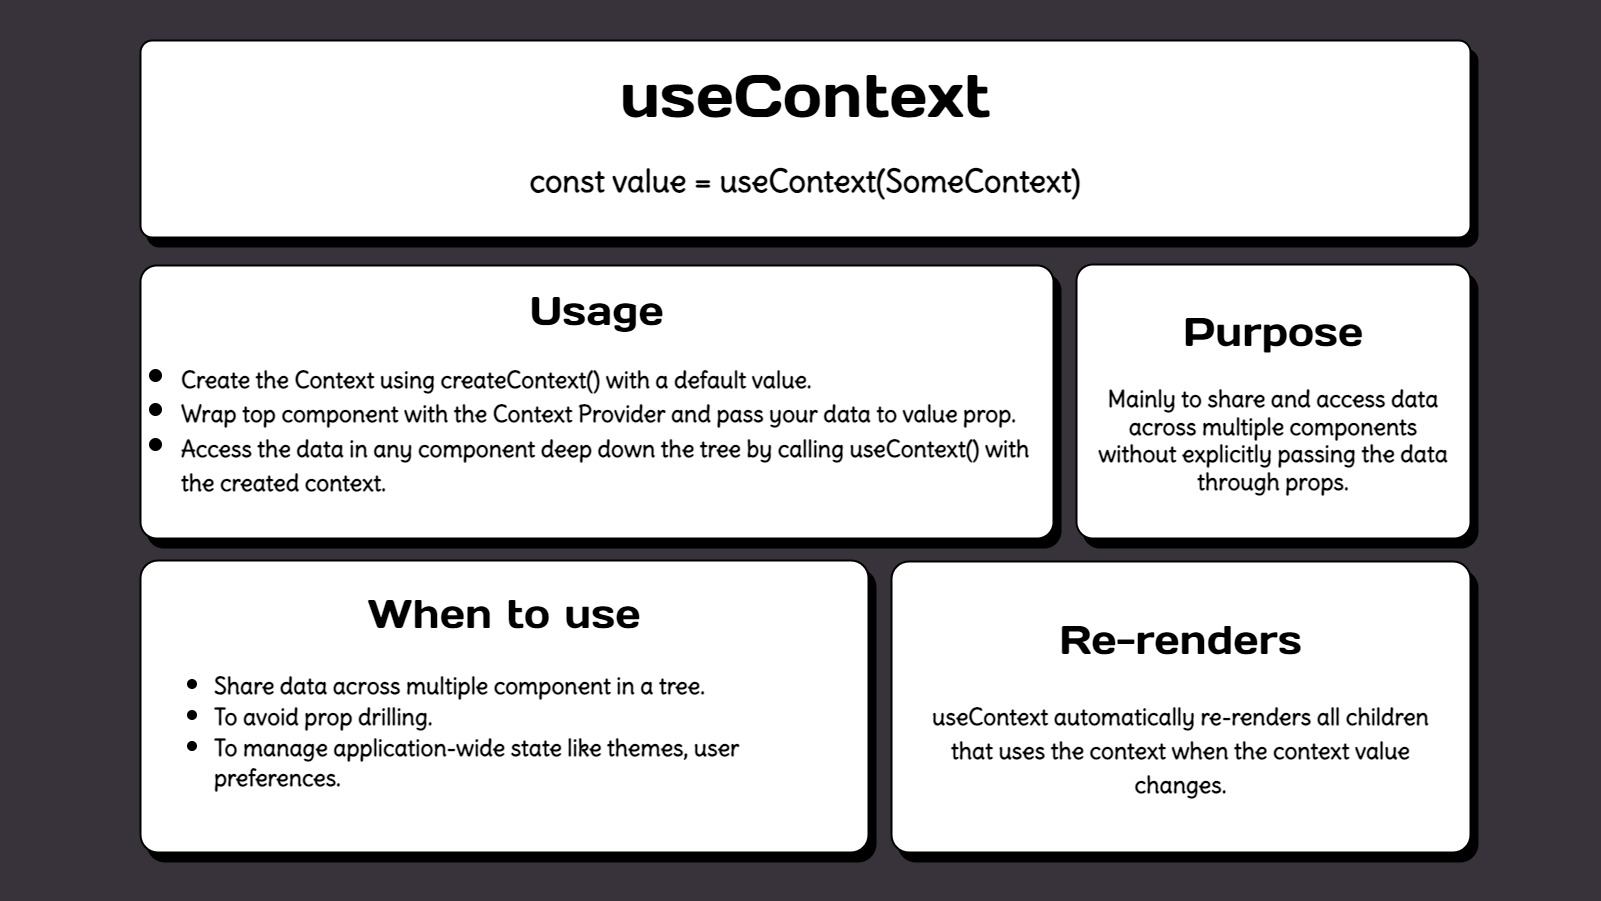 useContext
const value = useContext(SomeContext)
Usage
• Create the Context using createContext() with a default value.
• Wrap top component with the Context Provider and pass your data to value prop.
• Access the data in any component deep down the tree by calling useContext() with
the created context.
Purpose
Mainly to share and access data
across multiple components
without explicitly passing the data
through props.
When to use
• Share data across multiple component in a tree.
• To avoid prop drilling.
• To manage application-wide state like themes, user
preferences.
Re-renders
useContext automatically re-renders all children
that uses the context when the context value
changes.